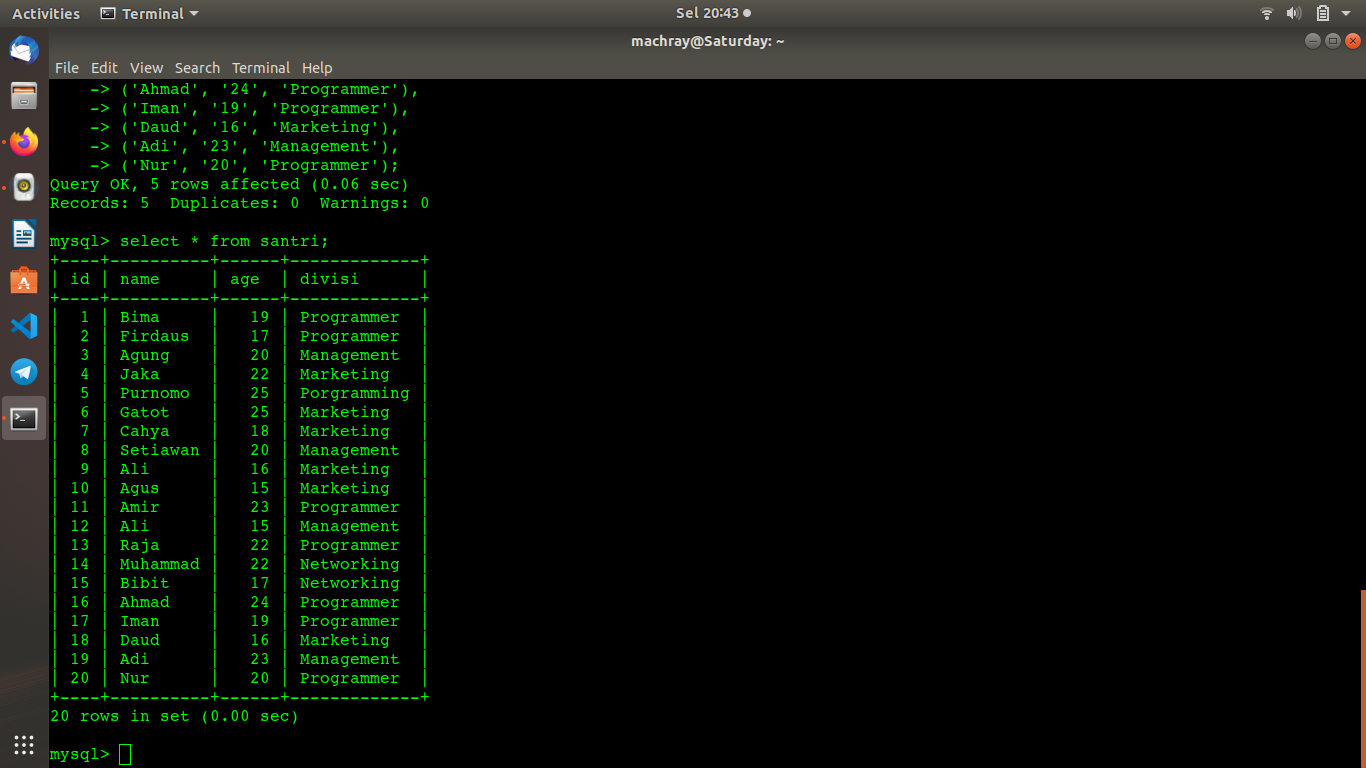 Activities Terminal Sel 20:43
machray@Saturday: ~
File Edit View Search Terminal Help
    -> ('Ahmad', '24', 'Programmer'),
    -> ('Iman', '19', 'Programmer'),
    -> ('Daud', '16', 'Marketing'),
    -> ('Adi', '23', 'Management'),
    -> ('Nur', '20', 'Programmer');
Query OK, 5 rows affected (0.06 sec)
Records: 5  Duplicates: 0  Warnings: 0
mysql> select * from santri;
+----+----------+------+-------------+
| id | name     | age  | divisi      |
+----+----------+------+-------------+
|  1 | Bima     |   19 | Programmer  |
|  2 | Firdaus  |   17 | Programmer  |
|  3 | Agung    |   20 | Management  |
|  4 | Jaka     |   22 | Marketing   |
|  5 | Purnomo  |   25 | Porgramming |
|  6 | Gatot    |   25 | Marketing   |
|  7 | Cahya    |   18 | Marketing   |
|  8 | Setiawan |   20 | Management  |
|  9 | Ali      |   16 | Marketing   |
| 10 | Agus     |   15 | Marketing   |
| 11 | Amir     |   23 | Programmer  |
| 12 | Ali      |   15 | Management  |
| 13 | Raja     |   22 | Programmer  |
| 14 | Muhammad |   22 | Networking  |
| 15 | Bibit    |   17 | Networking  |
| 16 | Ahmad    |   24 | Programmer  |
| 17 | Iman     |   19 | Programmer  |
| 18 | Daud     |   16 | Marketing   |
| 19 | Adi      |   23 | Management  |
| 20 | Nur      |   20 | Programmer  |
+----+----------+------+-------------+
20 rows in set (0.00 sec)
mysql>